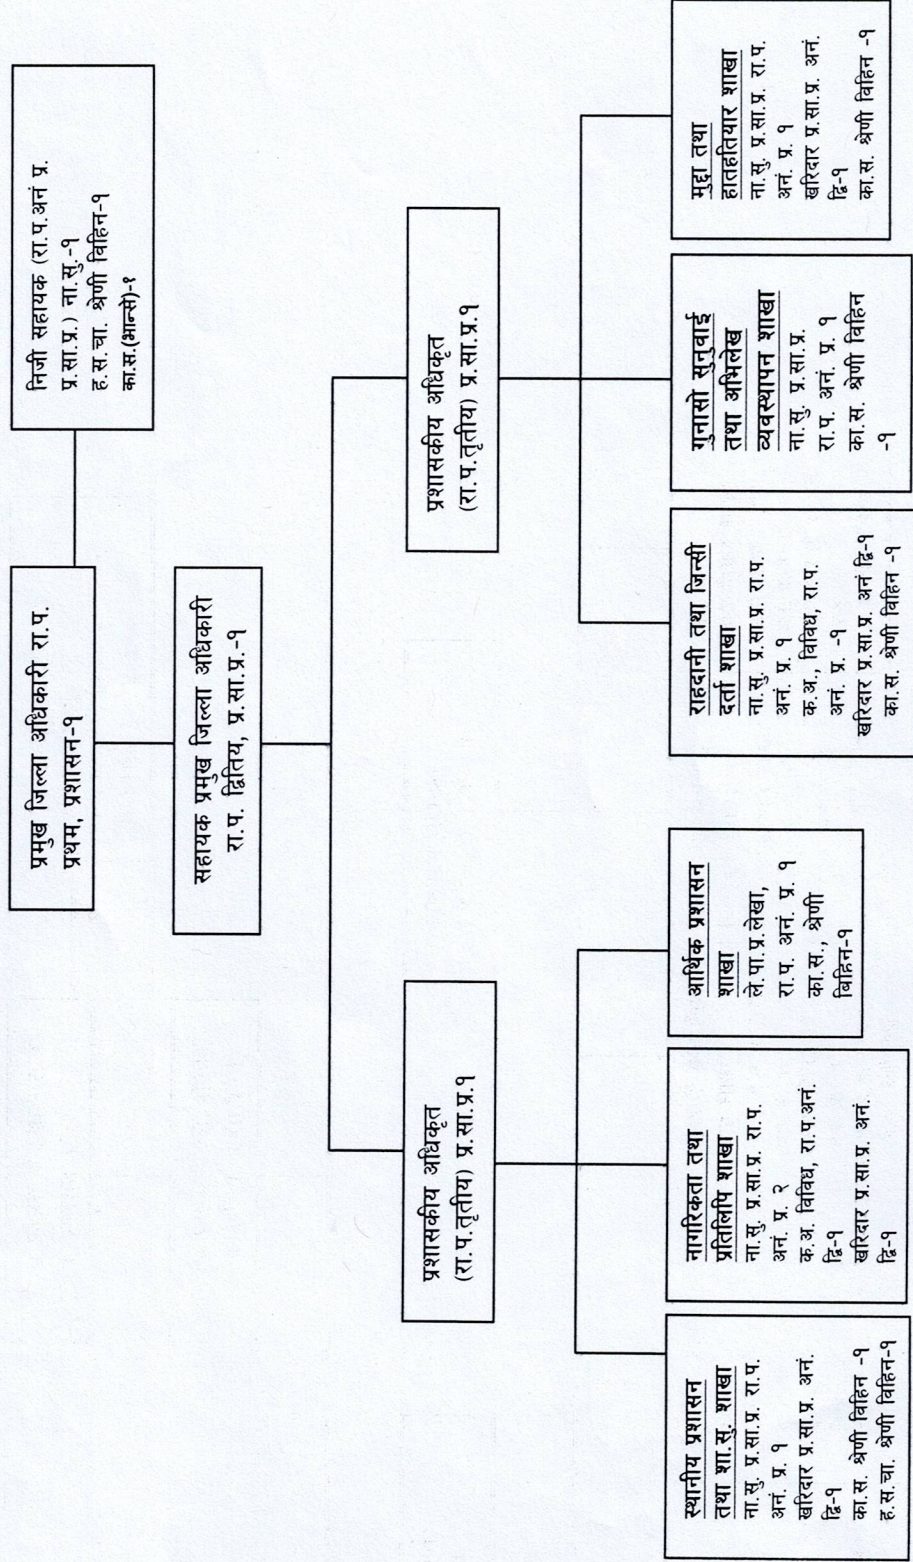 प्रमुख जिल्ला अधिकारी रा.प.
प्रथम, प्रशासन-१
निजी सहायक (रा.प.अनं प्र.
प्र.सा.प्र.) ना.सु.-१
ह.स.चा. श्रेणी विहिन-१
का.स.(भान्से)-१
सहायक प्रमुख जिल्ला अधिकारी
रा.प. द्वितिय, प्र.सा.प्र.-१
प्रशासकीय अधिकृत
(रा.प.तृतीय) प्र.सा.प्र.१
प्रशासकीय अधिकृत
(रा.प.तृतीय) प्र.सा.प्र.१
स्थानीय प्रशासन
तथा शा.सु. शाखा
ना.सु. प्र.सा.प्र. रा.प.
अनं. प्र. १
खरिदार प्र.सा.प्र. अनं.
द्वि-१
का.स. श्रेणी विहिन -१
ह.स.चा. श्रेणी विहिन-१
नागरिकता तथा
प्रतिलिपि शाखा
ना.सु. प्र.सा.प्र. रा.प.
अनं. प्र. २
क.अ. विविध, रा.प.अनं.
द्वि-१
खरिदार प्र.सा.प्र. अनं.
द्वि-१
आर्थिक प्रशासन
शाखा
ले.पा.प्र.लेखा,
रा.प. अनं. प्र. १
का.स., श्रेणी
बिहिन-१
राहदानी तथा जिन्सी
दर्ता शाखा
ना.सु. प्र.सा.प्र. रा.प.
अनं. प्र. १
क.अ., विविध, रा.प.
अनं. प्र. -१
खरिदार प्र.सा.प्र. अनं द्वि-१
का.स. श्रेणी विहिन -१
गुनासो सुनुवाई
तथा अभिलेख
व्यवस्थापन शाखा
ना.सु. प्र.सा.प्र.
रा.प. अनं. प्र. १
का.स. श्रेणी विहिन
-१
मुद्दा तथा
हातहतियार शाखा
ना.सु. प्र.सा.प्र. रा.प.
अनं. प्र. १
खरिदार प्र.सा.प्र. अनं.
द्वि-१
का.स. श्रेणी विहिन -१